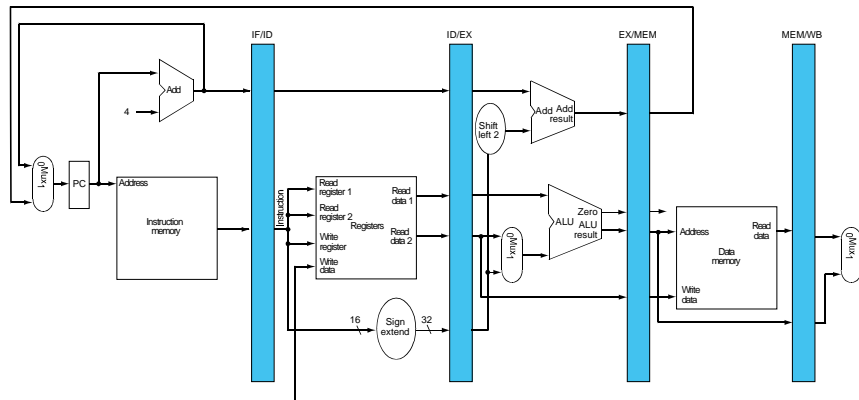 IF/ID
ID/EX
EX/MEM
MEM/WB
Add
4
Add Add
result
Shift
left 2
0
Mux
1
PC
Address
Instruction
memory
Instruction
Read
register 1
Read
register 2
Write
register
Write
data
Registers
Read
data 1
Read
data 2
0
Mux
1
Zero
ALU ALU
result
Address
Write
data
Data
memory
Read
data
0
Mux
1
16
Sign
extend
32